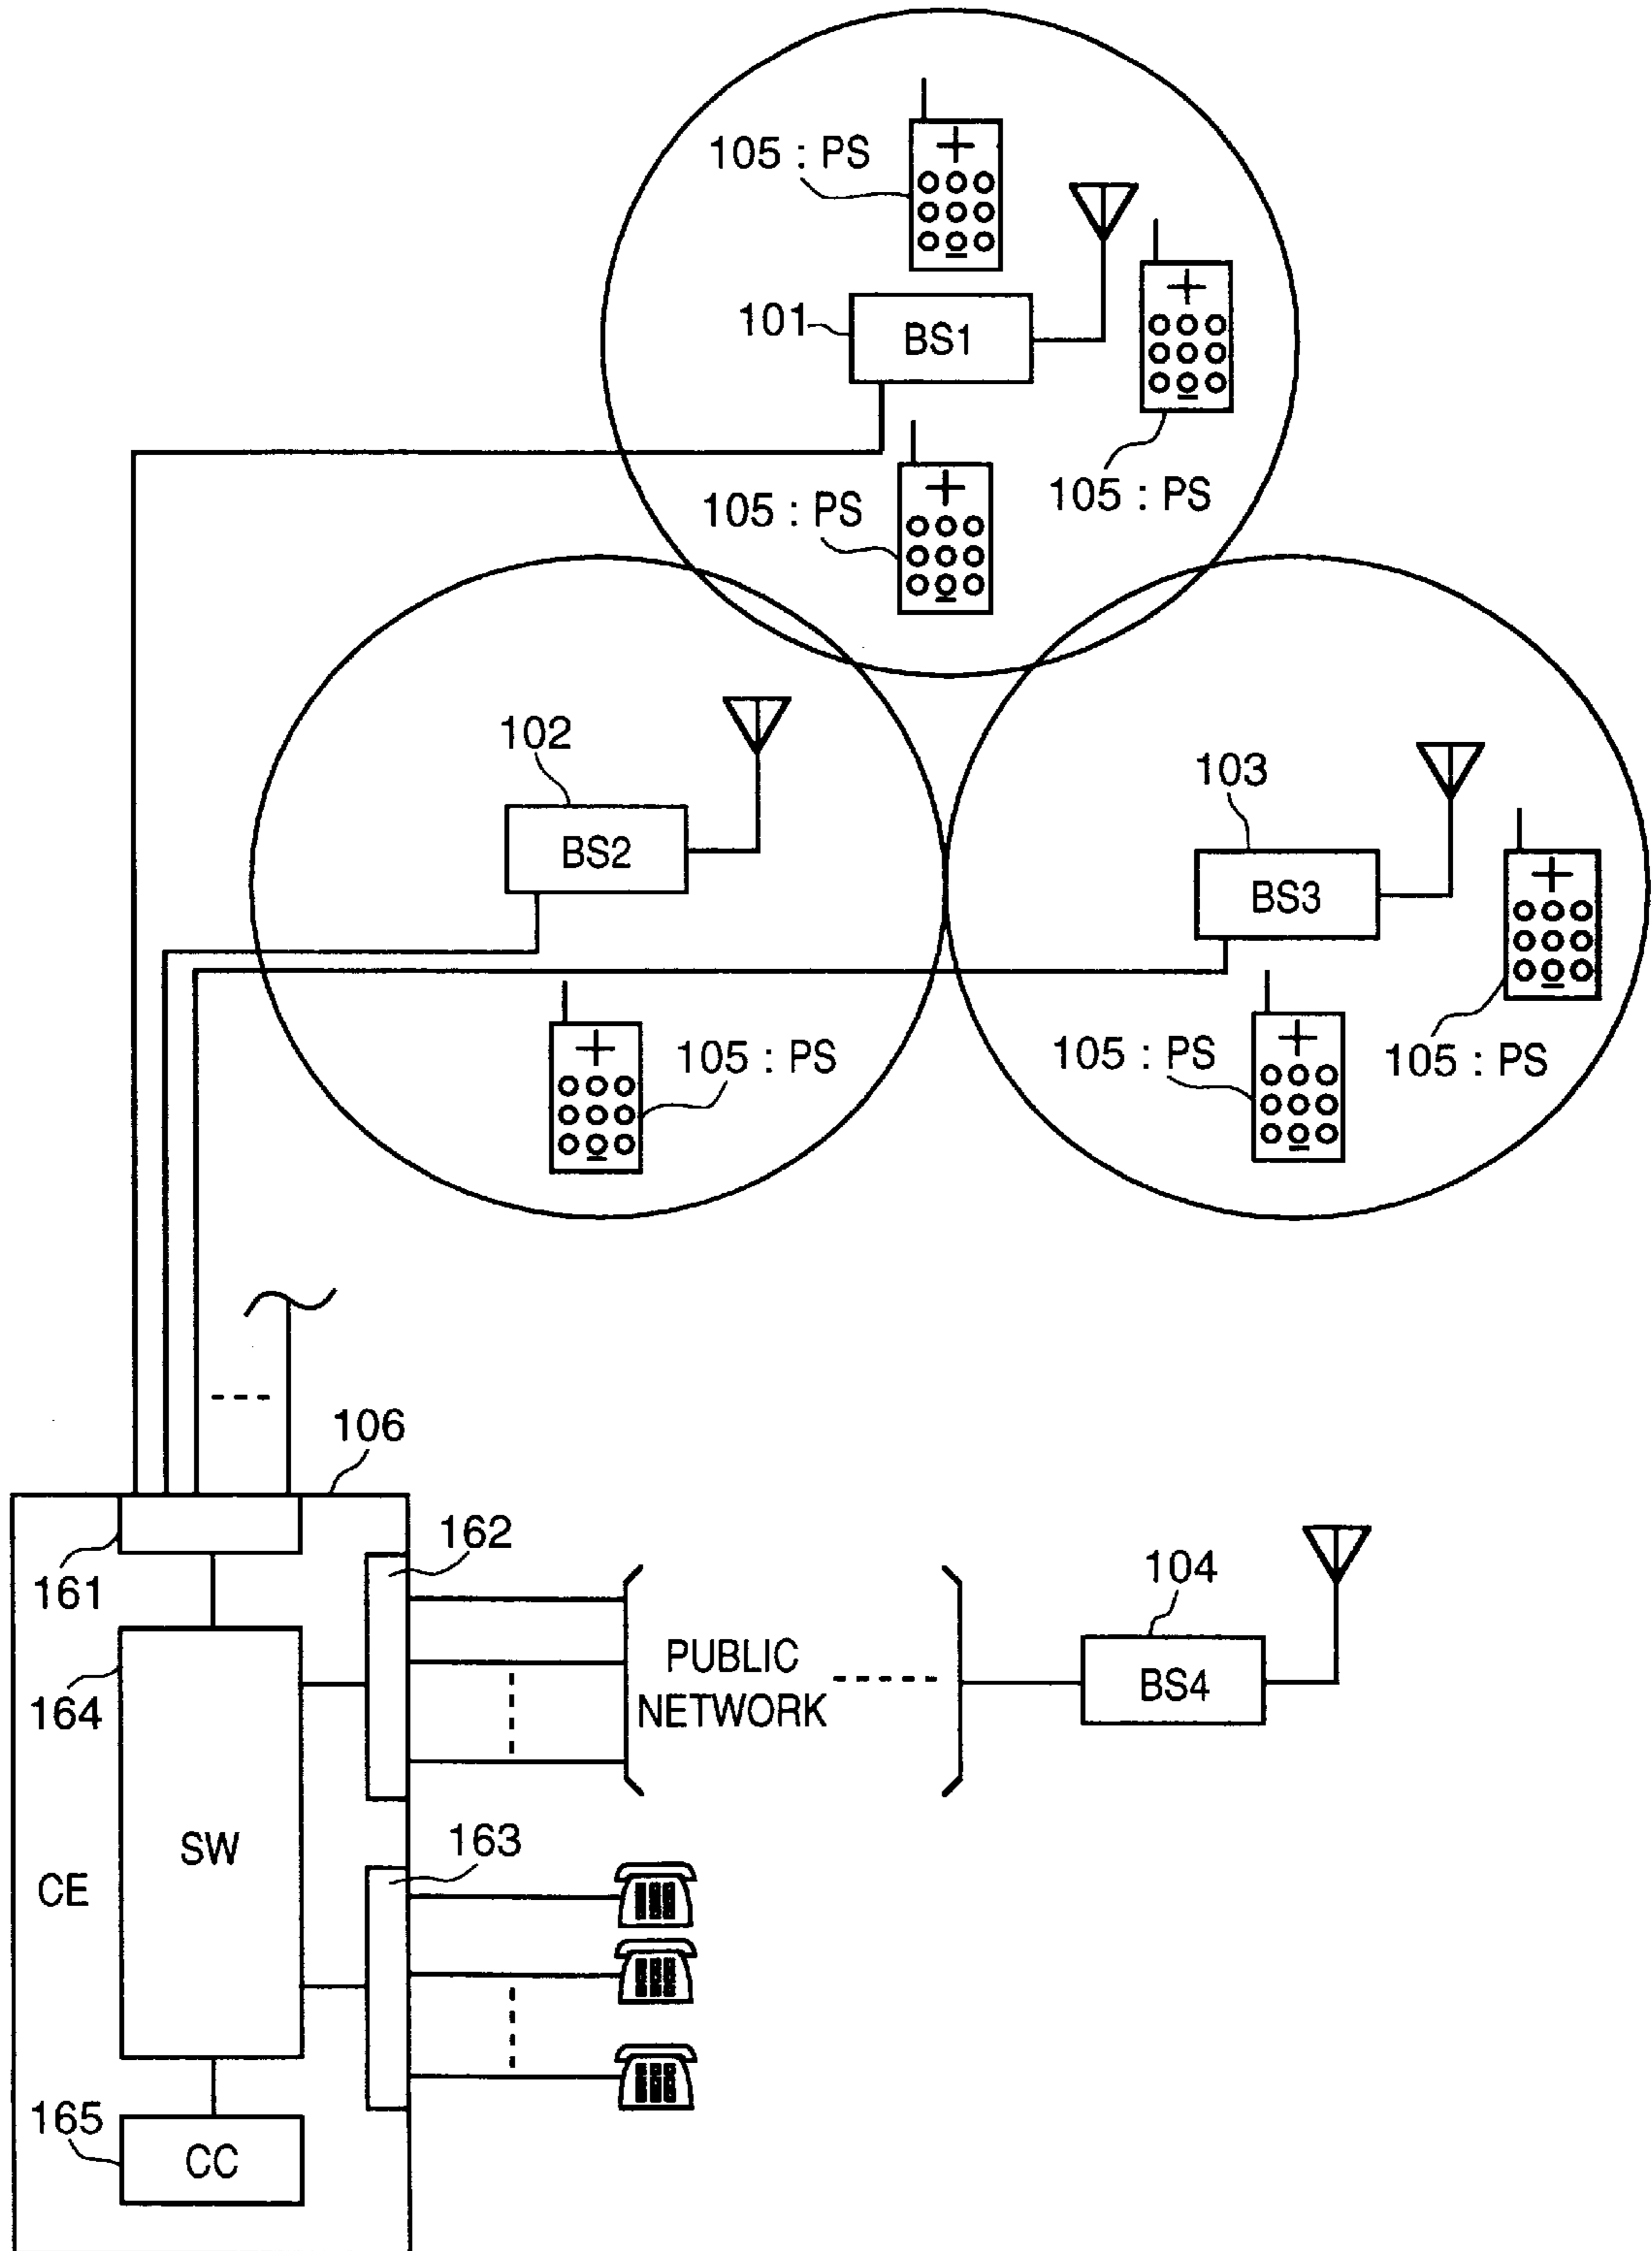 105 : PS
101
BS1
105 : PS
105 : PS
102
BS2
103
BS3
105 : PS
105 : PS
105 : PS
106
161
162
104
164
PUBLIC
NETWORK
BS4
SW
163
CE
165
CC